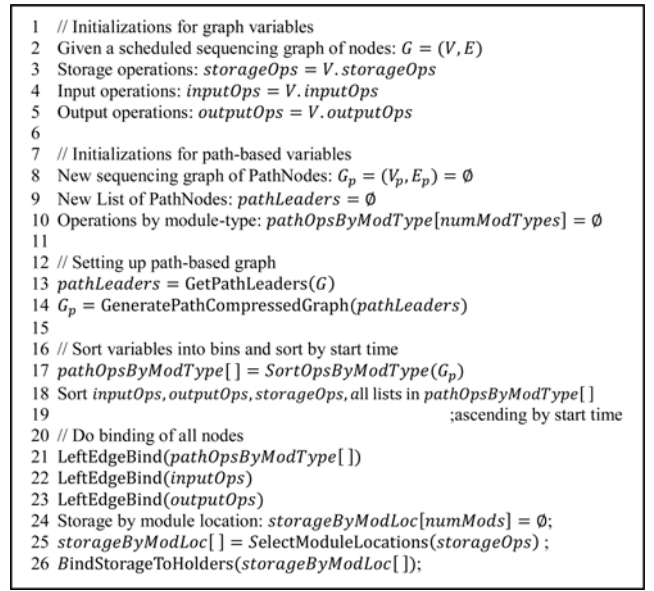 1 // Initializations for graph variables
2 Given a scheduled sequencing graph of nodes: G = (V, E)
3 Storage operations: storageOps = V.storageOps
4 Input operations: inputOps = V.inputOps
5 Output operations: outputOps = V.outputOps
6
7 // Initializations for path-based variables
8 New sequencing graph of PathNodes: Gₚ = (Vₚ, Eₚ) = ∅
9 New List of PathNodes: pathLeaders = ∅
10 Operations by module-type: pathOpsByModType[numModTypes] = ∅
11
12 // Setting up path-based graph
13 pathLeaders = GetPathLeaders(G)
14 Gₚ = GeneratePathCompressedGraph(pathLeaders)
15
16 // Sort variables into bins and sort by start time
17 pathOpsByModType[ ] = SortOpsByModType(Gₚ)
18 Sort inputOps, outputOps, storageOps, all lists in pathOpsByModType[ ]
19 ;ascending by start time
20 // Do binding of all nodes
21 LeftEdgeBind(pathOpsByModType[ ])
22 LeftEdgeBind(inputOps)
23 LeftEdgeBind(outputOps)
24 Storage by module location: storageByModLoc[numMods] = ∅;
25 storageByModLoc[ ] = SelectModuleLocations(storageOps) ;
26 BindStorageToHolders(storageByModLoc[ ]);